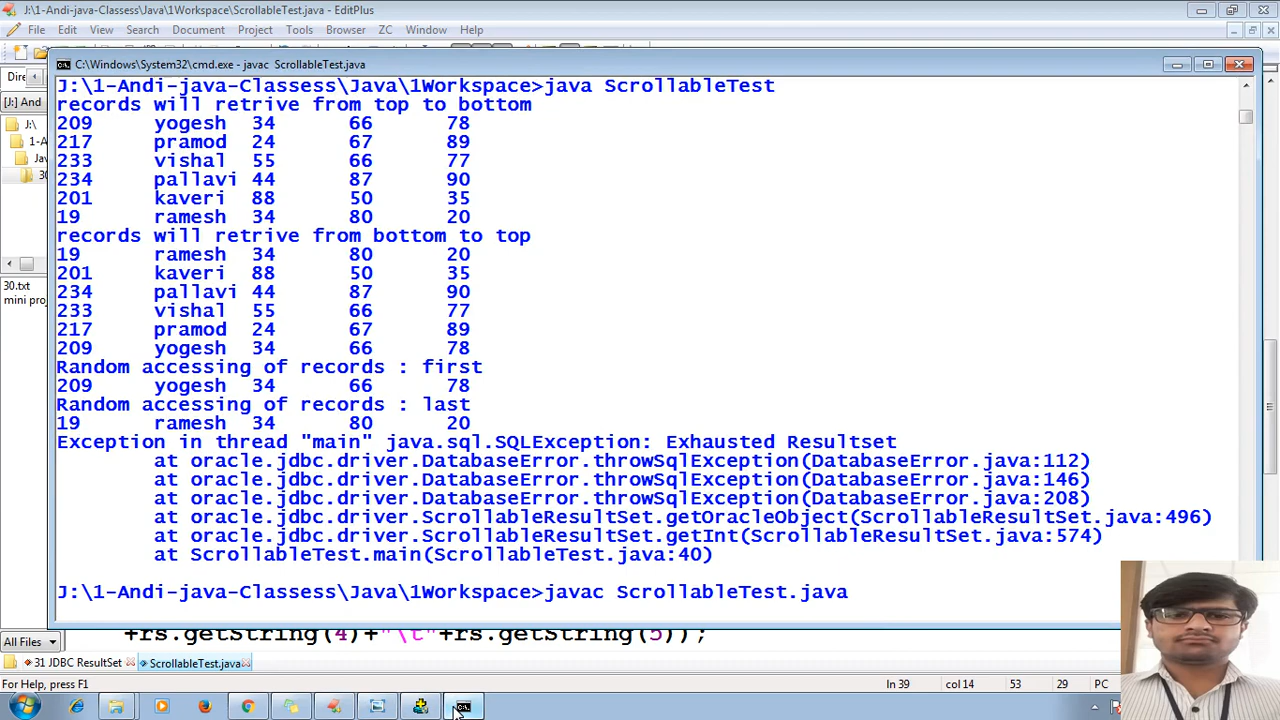 J:\1-Andi-java-Classess\Java\1Workspace\ScrollableTest.java - EditPlus
File Edit View Search Document Project Tools Browser ZC Window Help
C:\Windows\System32\cmd.exe - javac ScrollableTest.java
Dire
[J:] And
J:\
1-A
Jav
30
30.txt
mini proj
J:\1-Andi-java-Classess\Java\1Workspace>java ScrollableTest
records will retrive from top to bottom
209 yogesh 34 66 78
217 pramod 24 67 89
233 vishal 55 66 77
234 pallavi 44 87 90
201 kaveri 88 50 35
19 ramesh 34 80 20
records will retrive from bottom to top
19 ramesh 34 80 20
201 kaveri 88 50 35
234 pallavi 44 87 90
233 vishal 55 66 77
217 pramod 24 67 89
209 yogesh 34 66 78
Random accessing of records : first
209 yogesh 34 66 78
Random accessing of records : last
19 ramesh 34 80 20
Exception in thread "main" java.sql.SQLException: Exhausted Resultset
at oracle.jdbc.driver.DatabaseError.throwSqlException(DatabaseError.java:112)
at oracle.jdbc.driver.DatabaseError.throwSqlException(DatabaseError.java:146)
at oracle.jdbc.driver.DatabaseError.throwSqlException(DatabaseError.java:208)
at oracle.jdbc.driver.ScrollableResultSet.getOracleObject(ScrollableResultSet.java:496)
at oracle.jdbc.driver.ScrollableResultSet.getInt(ScrollableResultSet.java:574)
at ScrollableTest.main(ScrollableTest.java:40)
J:\1-Andi-java-Classess\Java\1Workspace>javac ScrollableTest.java
+rs.getString(4)+"\t"+rs.getString(5));
All Files
31 JDBC ResultSet ScrollableTest.java
For Help, press F1 ln 39 col 14 53 29 PC